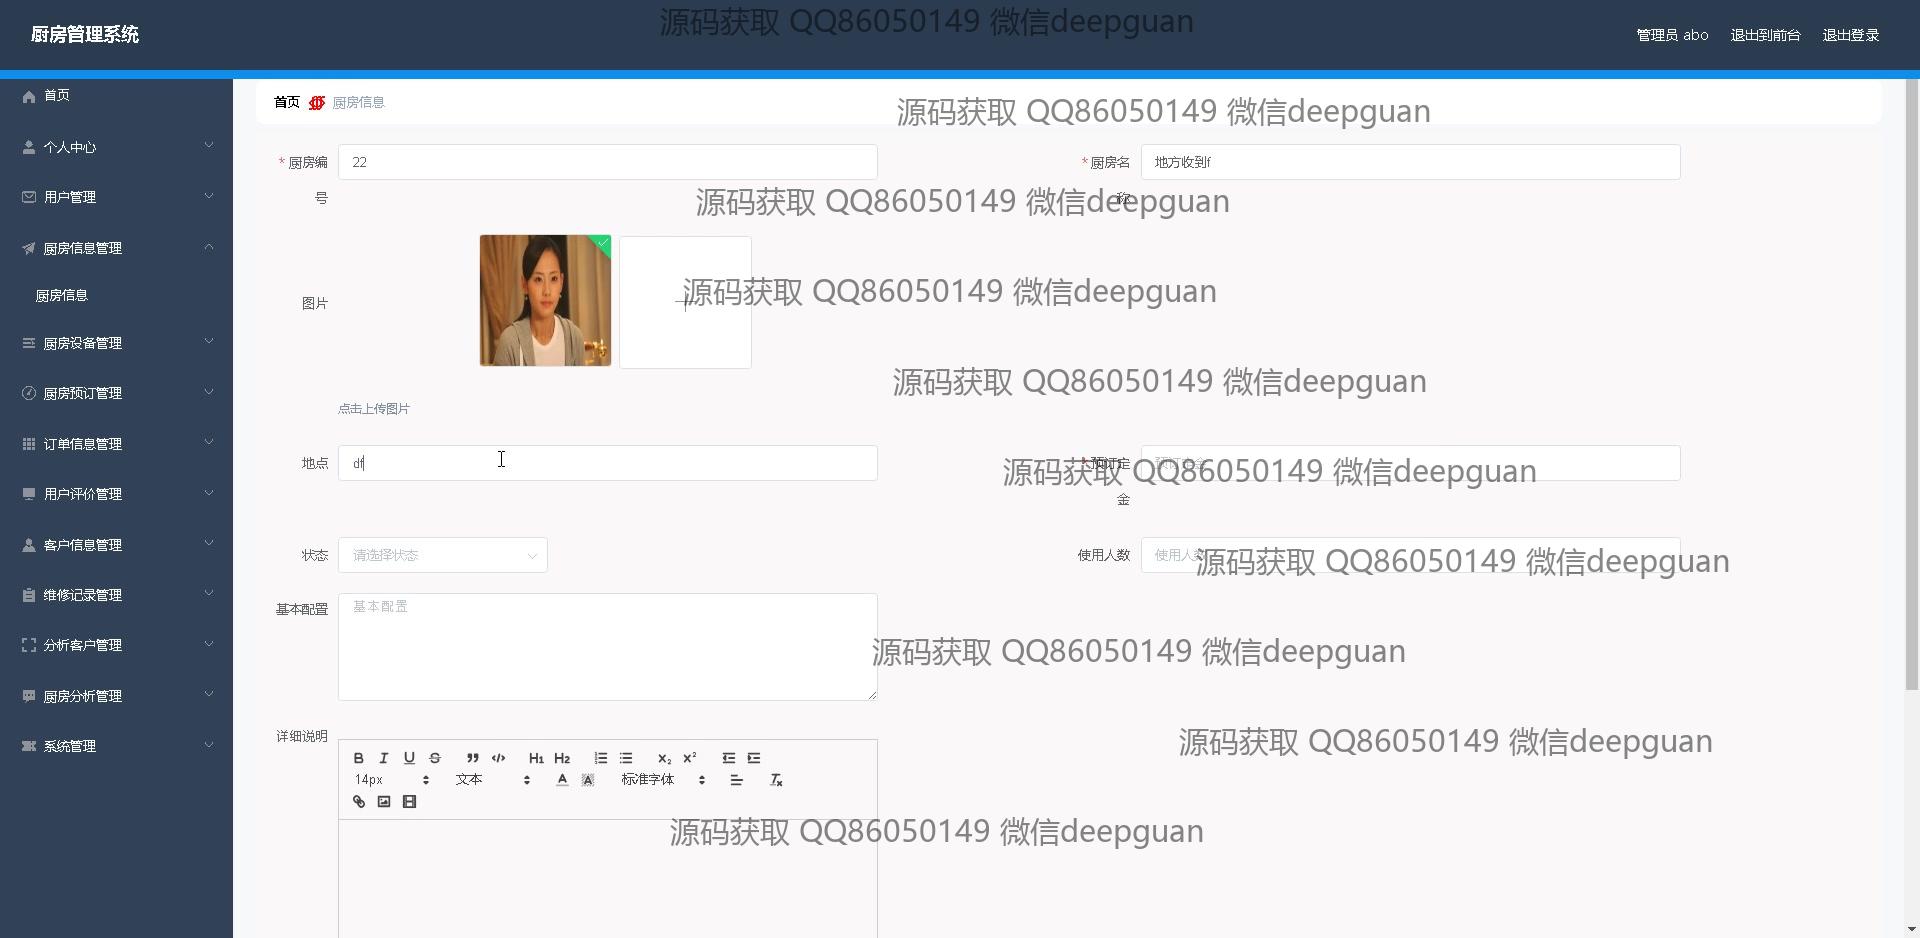 厨房管理系统
源码获取 QQ86050149 微信deepguan
管理员 abo
退出到前台
退出登录
首页
个人中心
用户管理
厨房信息管理
厨房信息
厨房设备管理
厨房预订管理
订单信息管理
用户评价管理
客户信息管理
维修记录管理
分析客户管理
厨房分析管理
系统管理
首页 厨房信息
源码获取 QQ86050149 微信deepguan
* 厨房编号
22
* 厨房名称
地方收到f
源码获取 QQ86050149 微信deepguan
图片
源码获取 QQ86050149 微信deepguan
源码获取 QQ86050149 微信deepguan
点击上传图片
地点
df
* 预订定金
预订定金
源码获取 QQ86050149 微信deepguan
状态
请选择状态
使用人数
使用人数
源码获取 QQ86050149 微信deepguan
基本配置
基本配置
源码获取 QQ86050149 微信deepguan
详细说明
源码获取 QQ86050149 微信deepguan
B I U S H1 H2 X2 X2
14px 文本 A A 标准字体 Tx
源码获取 QQ86050149 微信deepguan